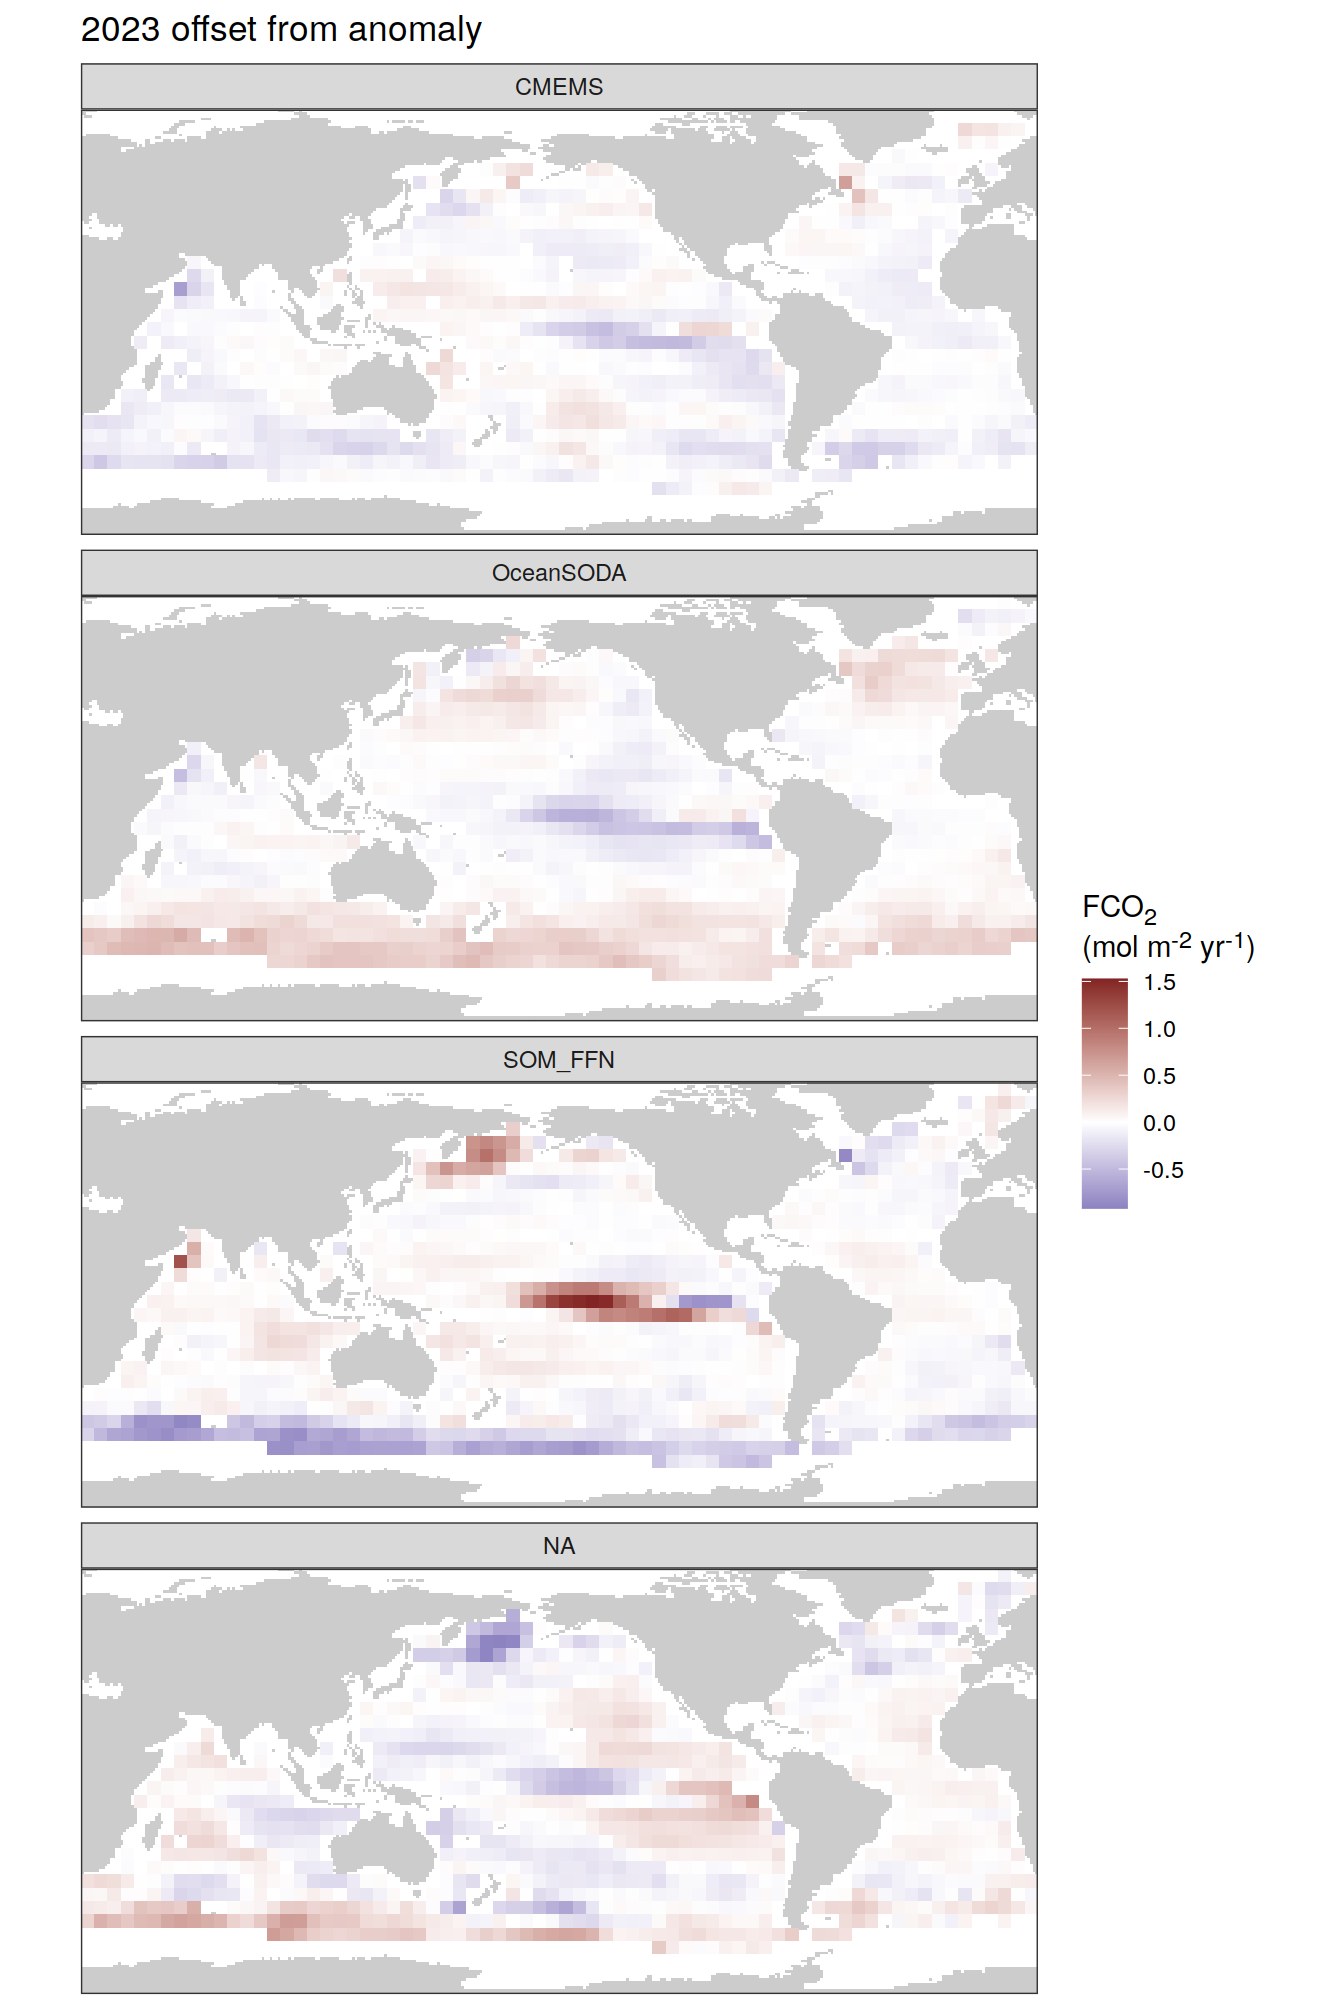 2023 offset from anomaly
CMEMS
OceanSODA
SOM_FFN
NA
FCO₂
(mol m⁻² yr⁻¹)
1.5
1.0
0.5
0.0
-0.5